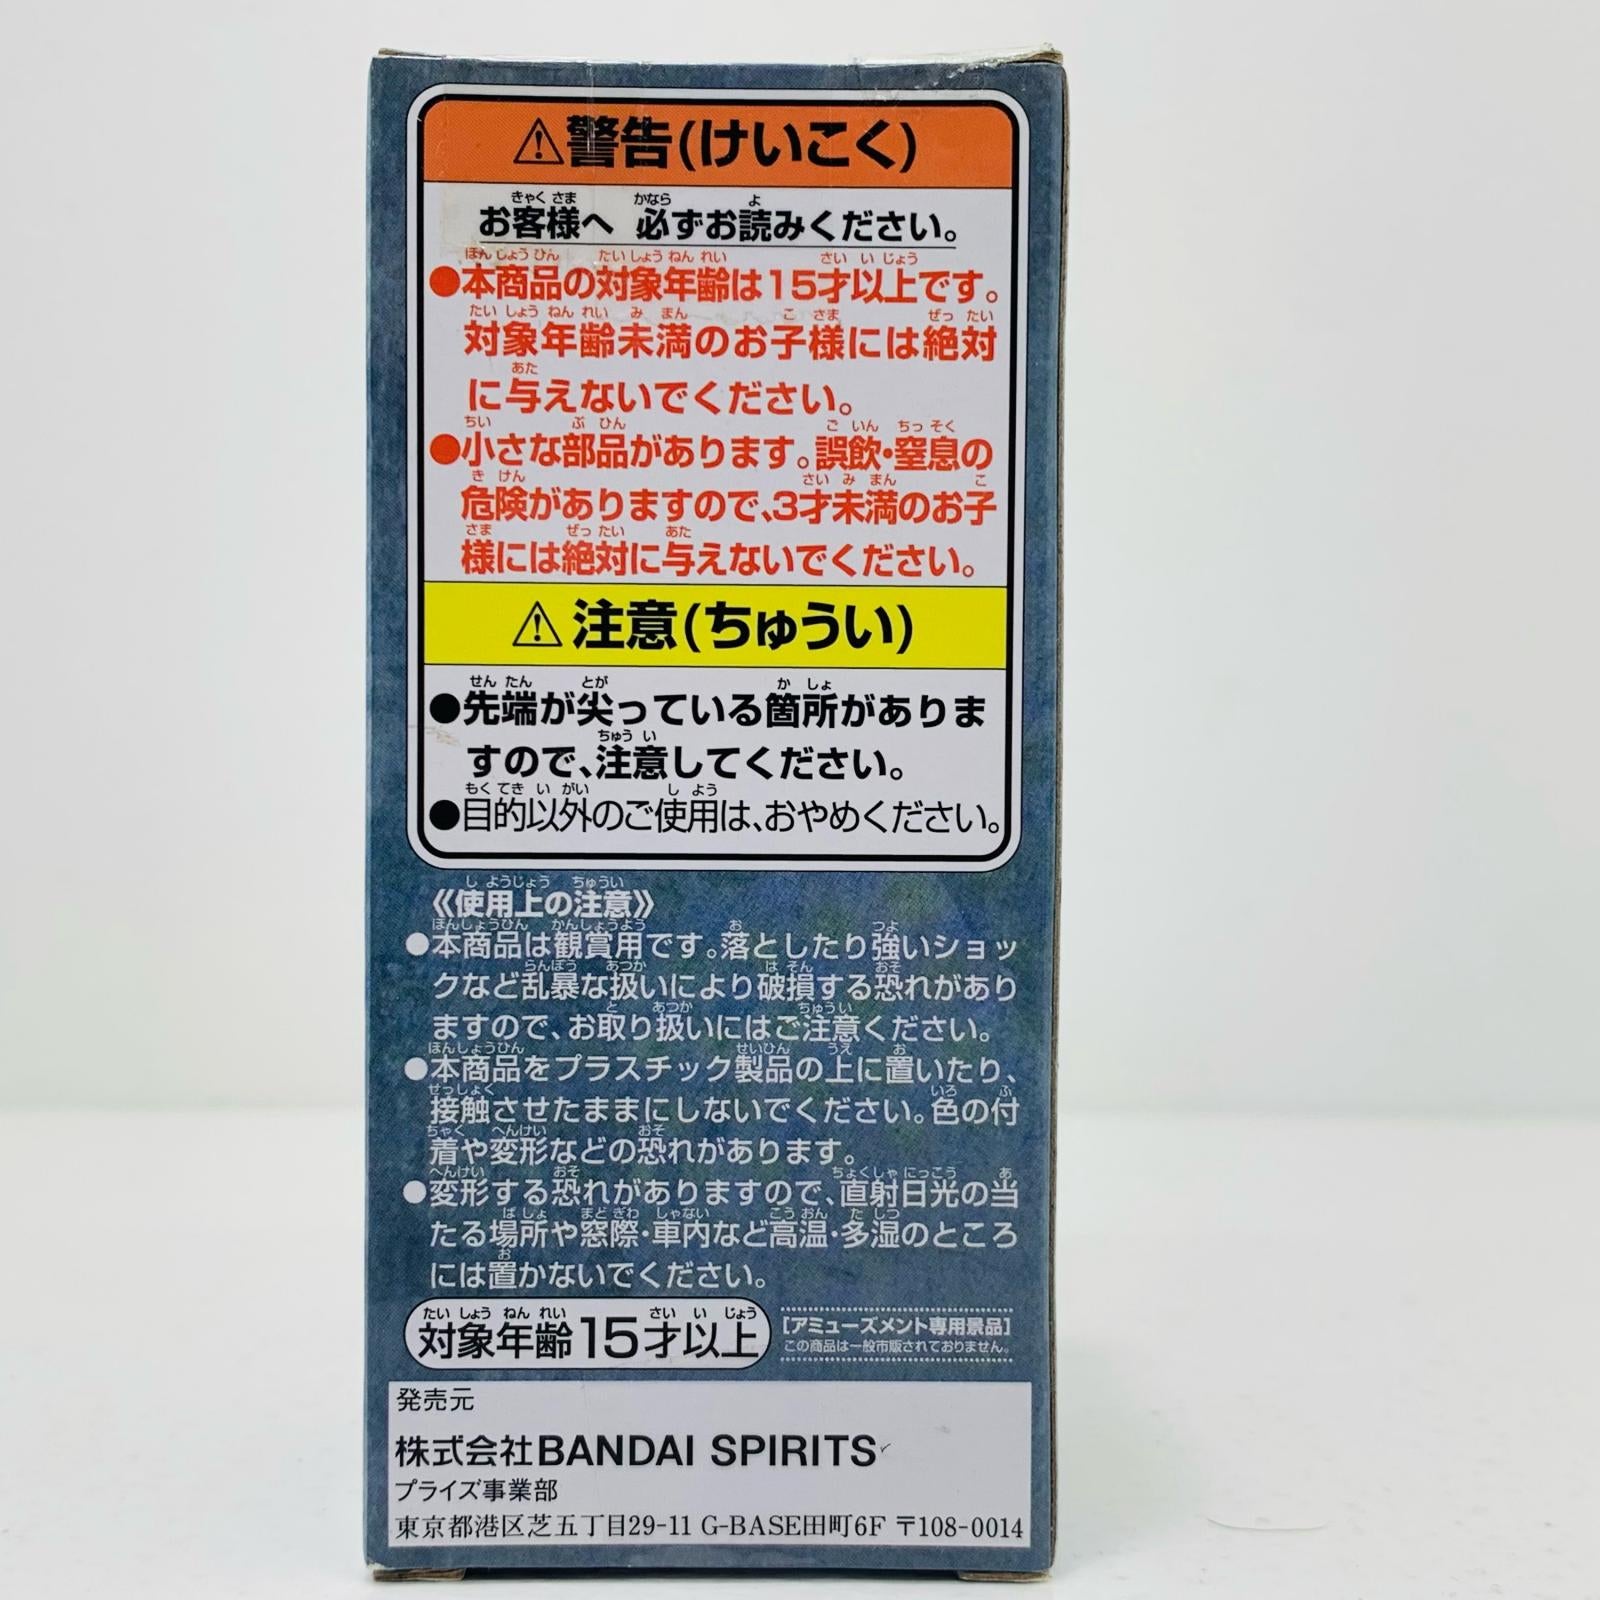 ⚠警告(けいこく)
お客様へ 必ずお読みください。
●本商品の対象年齢は15才以上です。
対象年齢未満のお子様には絶対
に与えないでください。
●小さな部品があります。誤飲・窒息の
危険がありますので、3才未満のお子
様には絶対に与えないでください。
⚠注意(ちゅうい)
●先端が尖っている箇所がありま
すので、注意してください。
●目的以外のご使用は、おやめください。
《使用上の注意》
●本商品は観賞用です。落としたり強いショッ
クなど乱暴な扱いにより破損する恐れがあり
ますので、お取り扱いにはご注意ください。
●本商品をプラスチック製品の上に置いたり、
接触させたままにしないでください。色の付
着や変形などの恐れがあります。
●変形する恐れがありますので、直射日光の当
たる場所や窓際・車内など高温・多湿のところ
には置かないでください。
対象年齢15才以上
[アミューズメント専用景品]
この商品は一般市販されておりません。
発売元
株式会社BANDAI SPIRITS
プライズ事業部
東京都港区芝五丁目29-11 G-BASE田町6F 〒108-0014